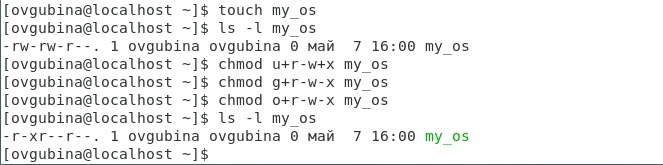 [ovgubina@localhost ~]$ touch my_os
[ovgubina@localhost ~]$ ls -l my_os
-rw-rw-r--. 1 ovgubina ovgubina 0 май  7 16:00 my_os
[ovgubina@localhost ~]$ chmod u+r-w+x my_os
[ovgubina@localhost ~]$ chmod g+r-w-x my_os
[ovgubina@localhost ~]$ chmod o+r-w-x my_os
[ovgubina@localhost ~]$ ls -l my_os
-r-xr--r--. 1 ovgubina ovgubina 0 май  7 16:00 my_os
[ovgubina@localhost ~]$